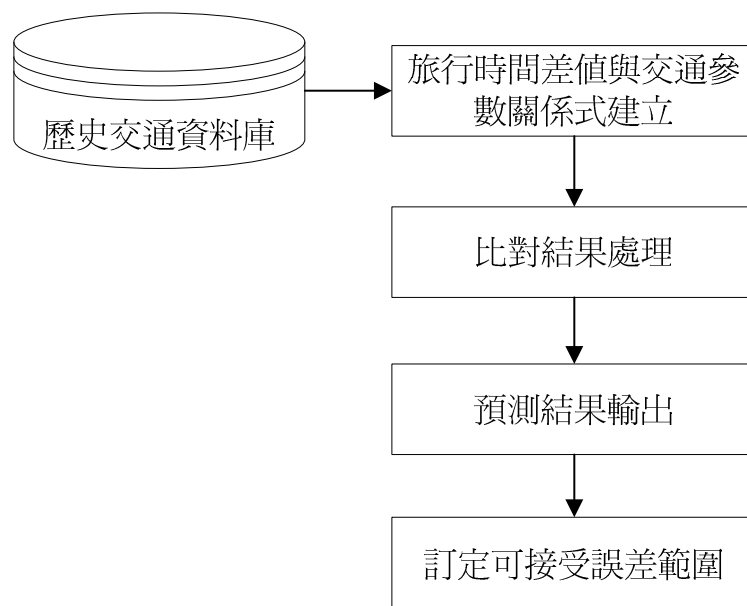 歷史交通資料庫
旅行時間差值與交通參
數關係式建立
比對結果處理
預測結果輸出
訂定可接受誤差範圍